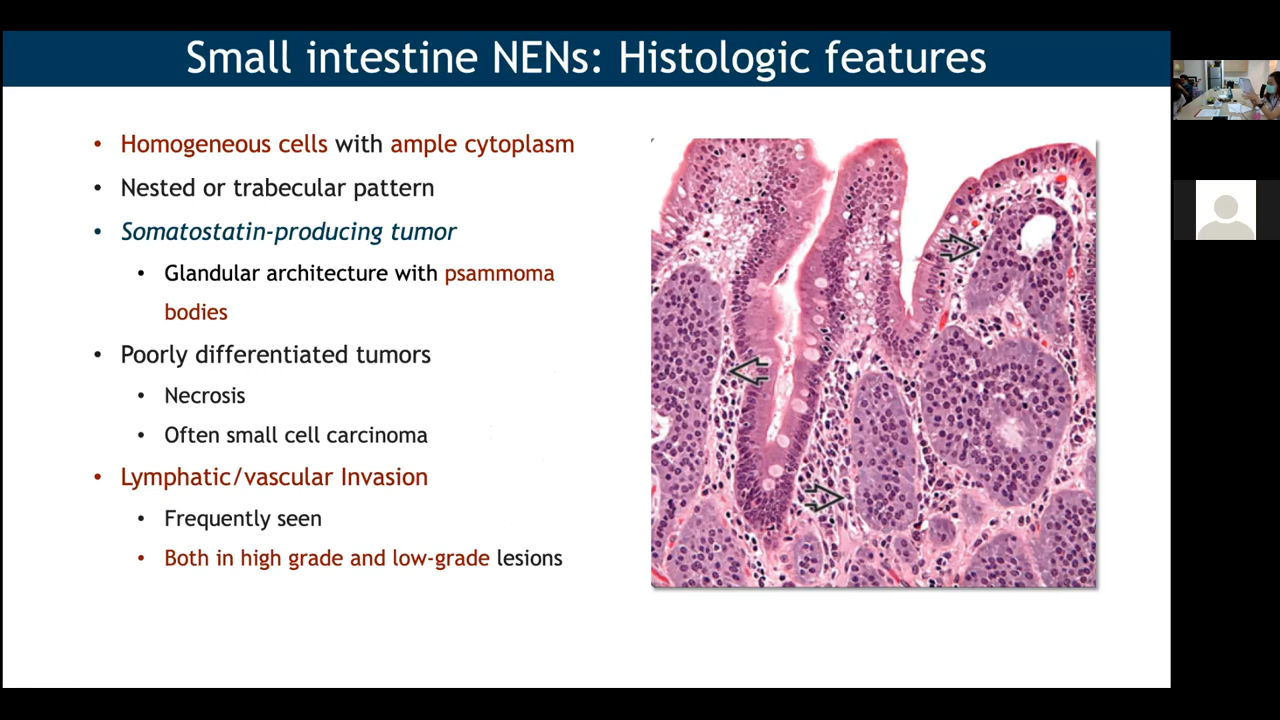 Small intestine NENs: Histologic features
• Homogeneous cells with ample cytoplasm
• Nested or trabecular pattern
• Somatostatin-producing tumor
• Glandular architecture with psammoma
bodies
• Poorly differentiated tumors
• Necrosis
• Often small cell carcinoma
• Lymphatic/vascular Invasion
• Frequently seen
• Both in high grade and low-grade lesions